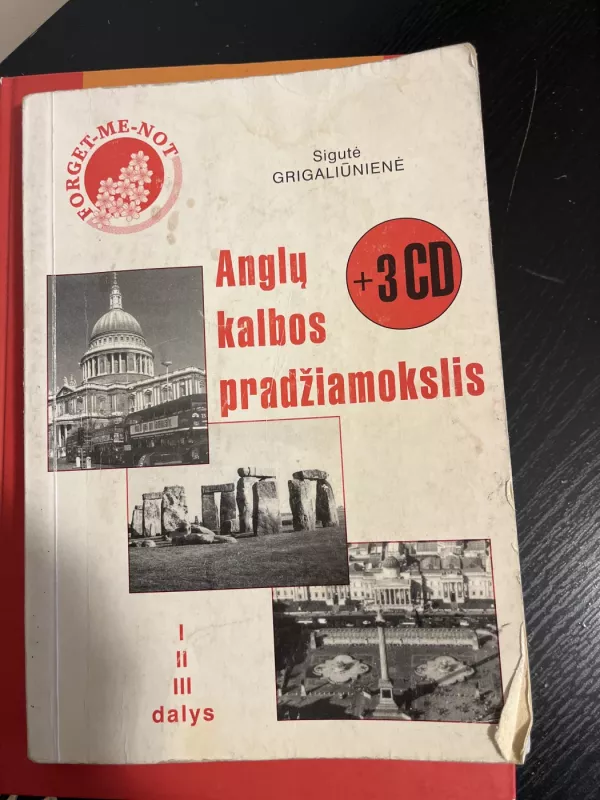 FORGET-ME-NOT
Sigutė
GRIGALIŪNIENĖ
Anglų
kalbos
pradžiamokslis
+3 CD
I
II
III
dalys